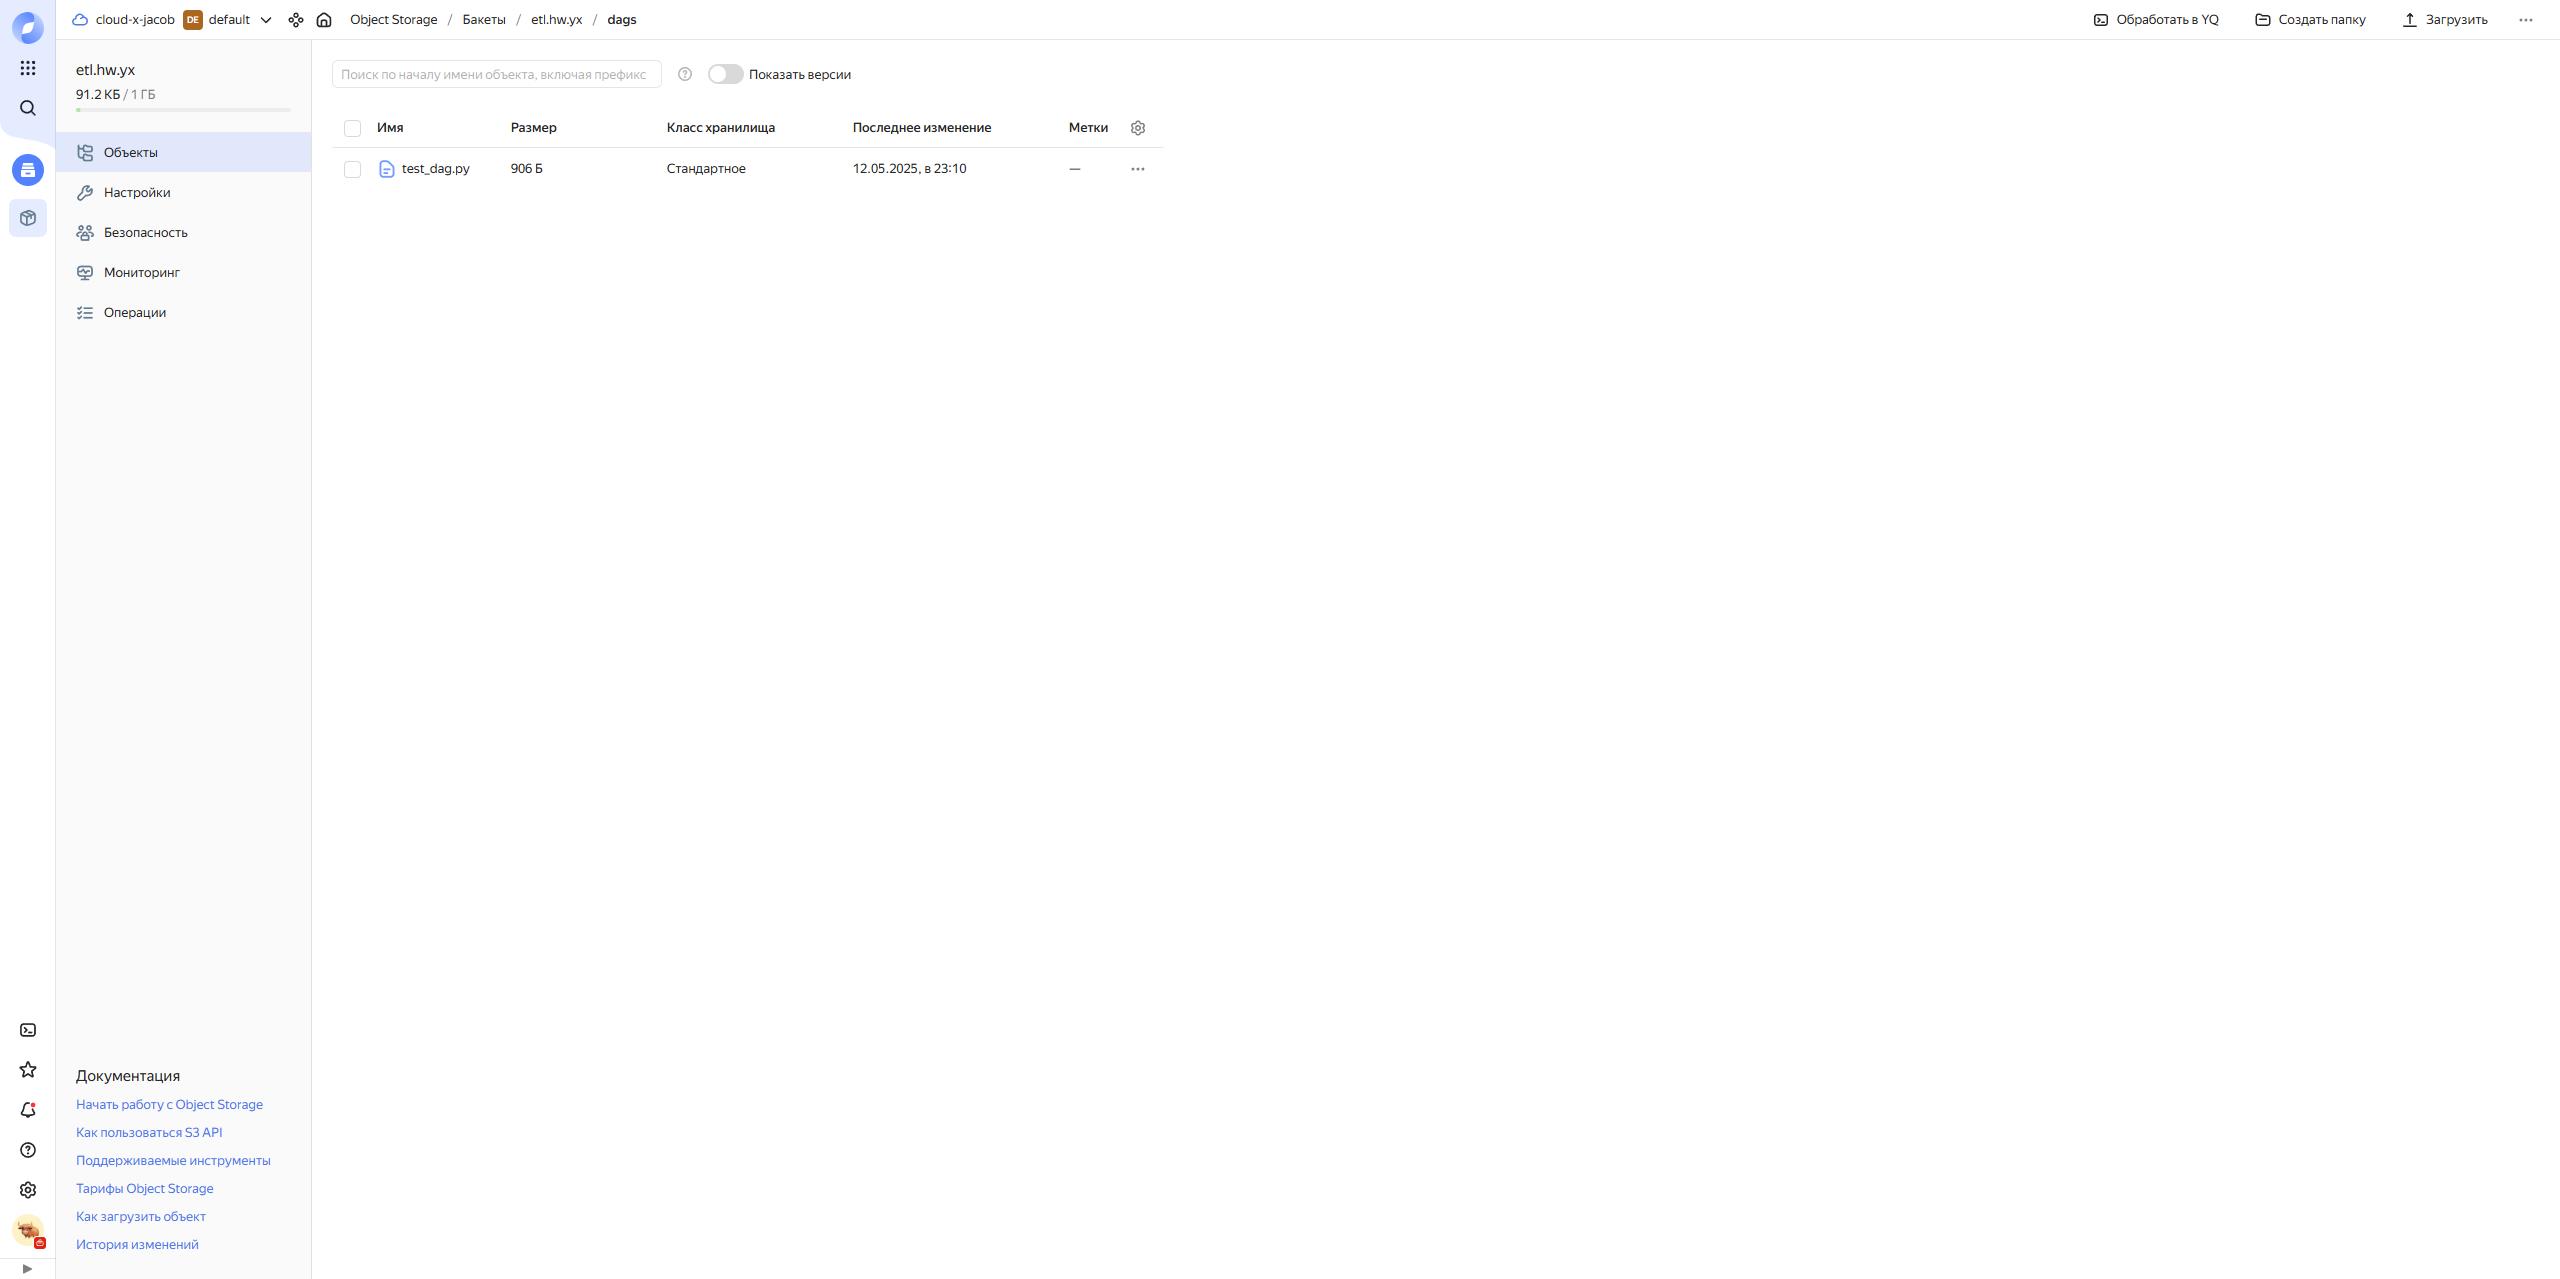 cloud-x-jacob DE default Object Storage / Бакеты / etl.hw.yx / dags Обработать в YQ Создать папку Загрузить
etl.hw.yx
91.2 КБ / 1 ГБ
Объекты
Настройки
Безопасность
Мониторинг
Операции
Поиск по началу имени объекта, включая префикс Показать версии
Имя Размер Класс хранилища Последнее изменение Метки
test_dag.py 906 Б Стандартное 12.05.2025, в 23:10 —
Документация
Начать работу с Object Storage
Как пользоваться S3 API
Поддерживаемые инструменты
Тарифы Object Storage
Как загрузить объект
История изменений